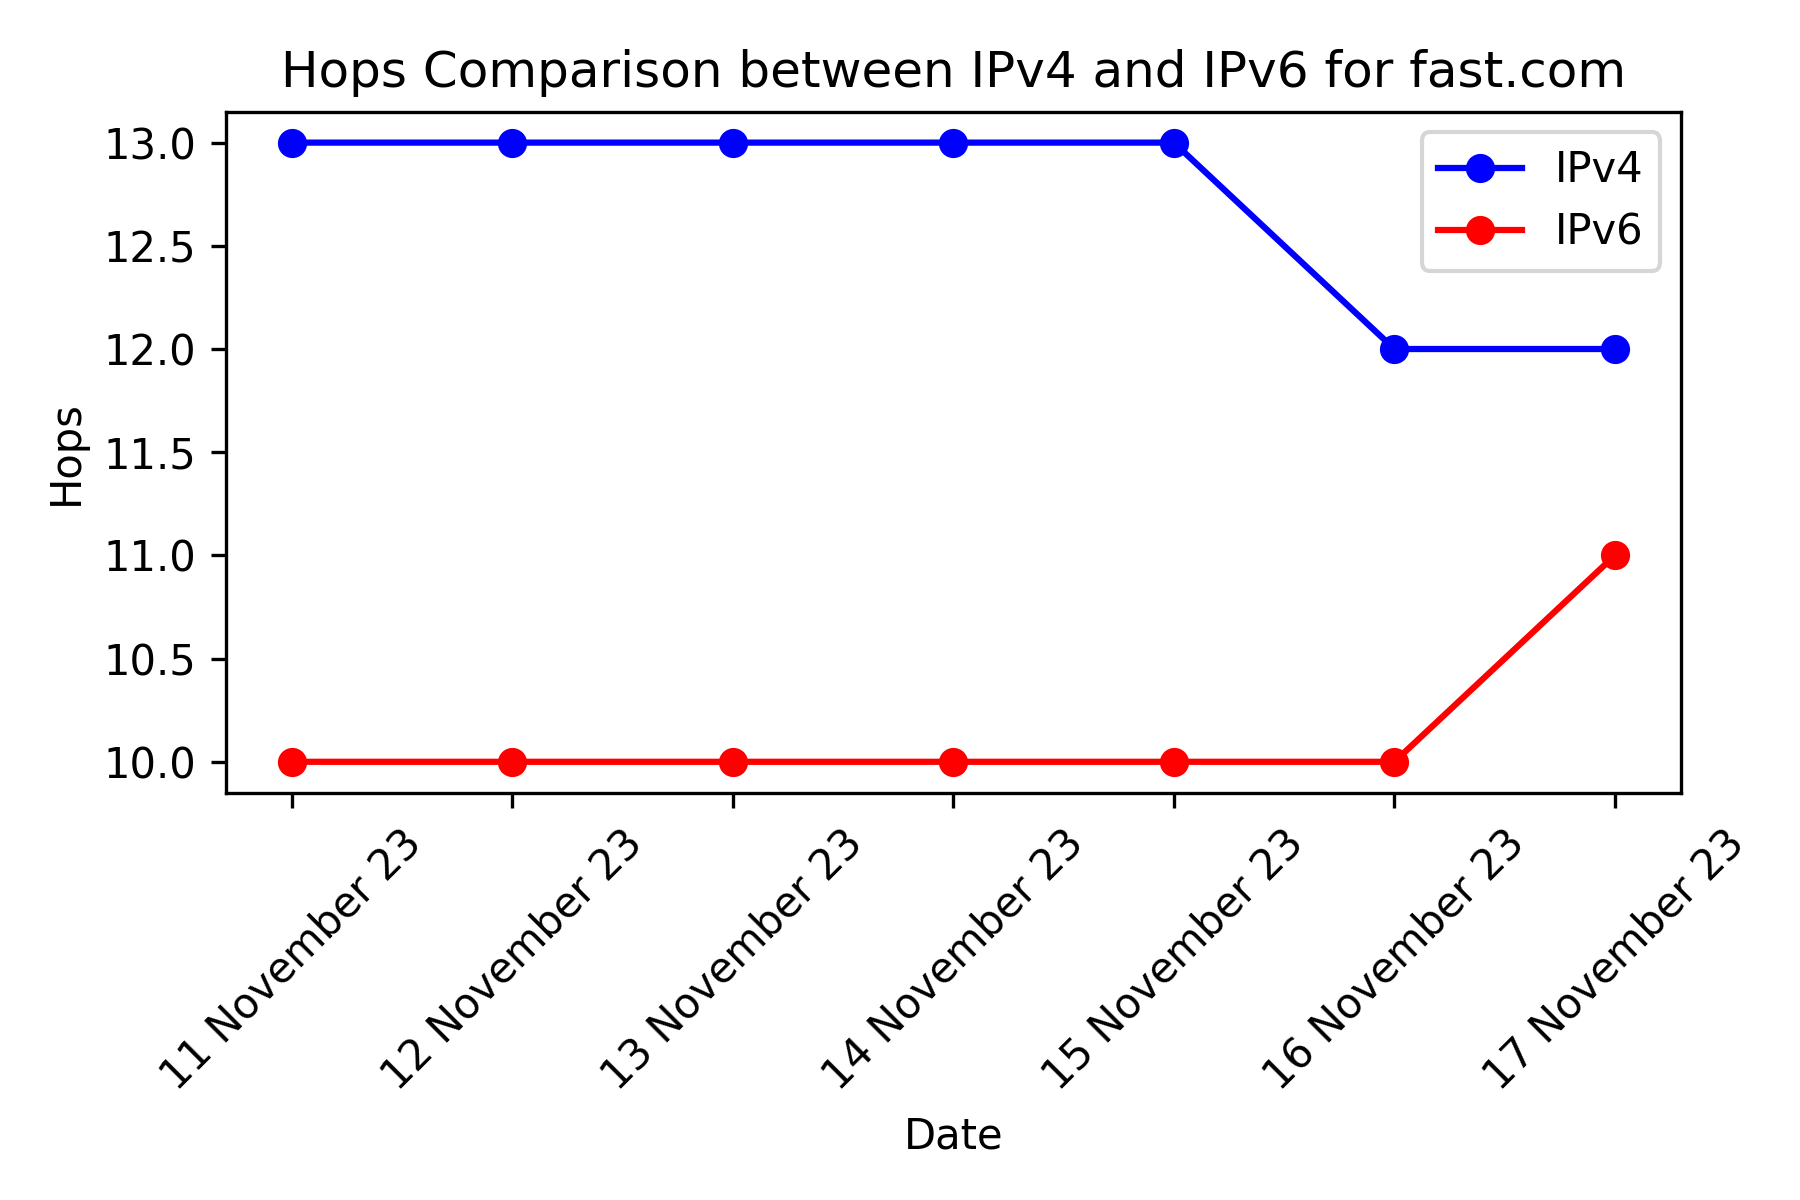 Hops Comparison between IPv4 and IPv6 for fast.com
13.0
12.5
12.0
11.5
11.0
10.5
10.0
Hops
IPv4
IPv6
11 November 23
12 November 23
13 November 23
14 November 23
15 November 23
16 November 23
17 November 23
Date